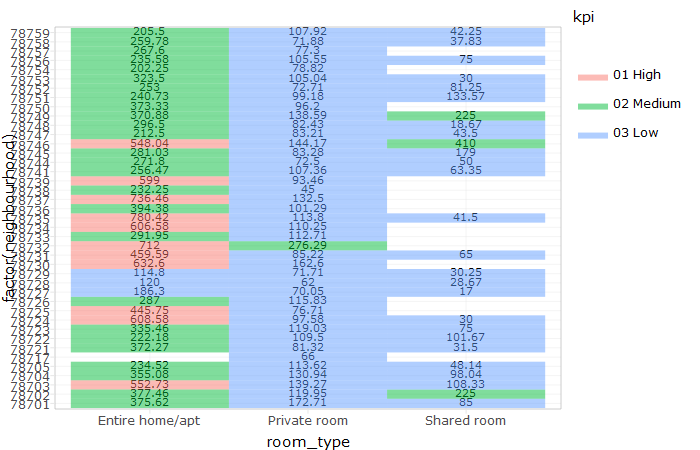 kpi
01 High
02 Medium
03 Low
factor(neighbourhood)
78759 205.5 107.92 42.25
78758 259.78 71.88 37.83
78757 267.6 77.3
78756 235.58 105.55 75
78754 202.25 78.82
78753 323.5 105.04 30
78752 253 72.71 81.25
78751 240.73 99.18 133.57
78750 373.33 96.2
78749 370.88 138.59 225
78748 296.5 82.43 18.67
78747 212.5 83.21 43.5
78746 548.04 144.17 410
78745 281.03 83.28 179
78744 271.8 72.5 50
78741 256.47 107.36 63.35
78739 599 93.46
78738 232.25 45
78737 736.46 132.5
78736 394.38 101.29
78735 780.42 113.8 41.5
78734 606.58 110.25
78733 291.95 112.71
78732 712 276.29
78731 459.59 85.22 65
78730 632.6 162.6
78729 114.8 71.71 30.25
78728 120 62 28.67
78727 186.3 70.05 17
78726 287 115.83
78725 445.75 76.71
78724 608.58 97.58 30
78723 335.46 119.03 75
78722 222.18 109.5 101.67
78721 372.27 81.32 31.5
78717 66
78705 234.52 113.62 48.14
78704 355.08 130.94 98.04
78703 552.73 139.27 108.33
78702 377.46 119.95 225
78701 375.62 172.71 85
Entire home/apt Private room Shared room
room_type